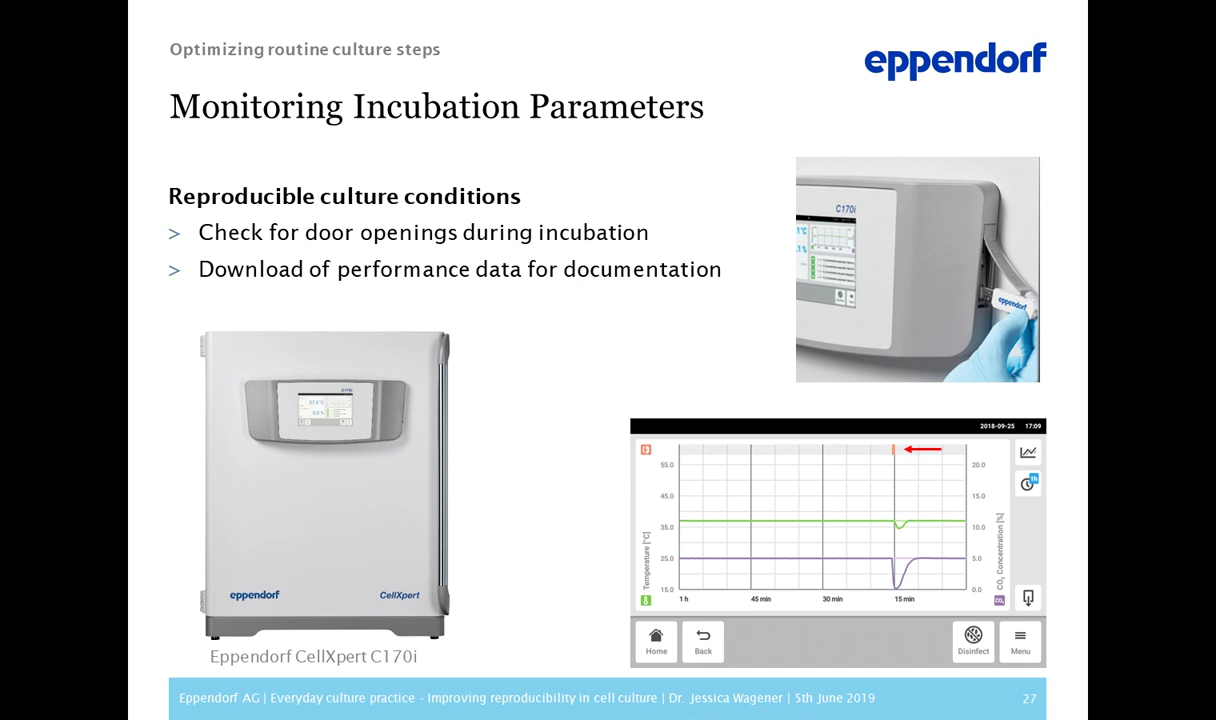 Optimizing routine culture steps
eppendorf
Monitoring Incubation Parameters
Reproducible culture conditions
> Check for door openings during incubation
> Download of performance data for documentation
C170i
eppendorf
C170i
eppendorf
CellXpert
Eppendorf CellXpert C170i
2018-09-25 17:09
55.0
45.0
35.0
25.0
15.0
Temperature [°C]
20.0
15.0
10.0
5.0
0.0
CO₂ Concentration [%]
CO₂
1h
1 h
45 min
30 min
15 min
Home
Back
Disinfect
Menu
Eppendorf AG | Everyday culture practice - Improving reproducibility in cell culture | Dr. Jessica Wagener | 5th June 2019
27